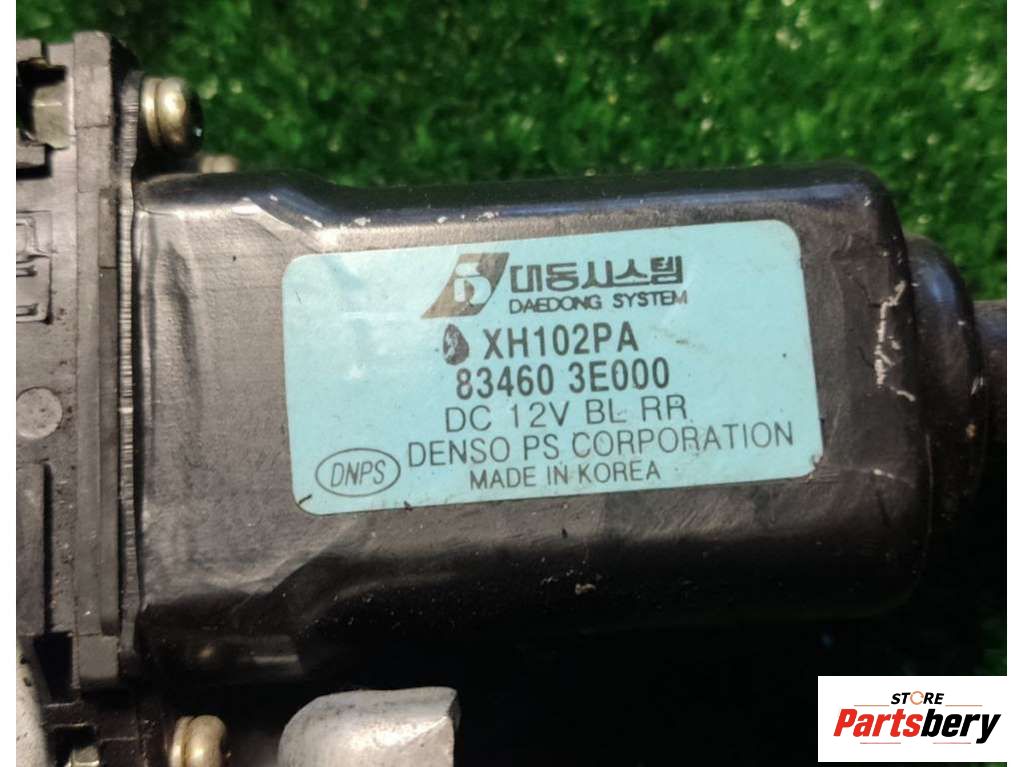 대동시스템
DAEDONG SYSTEM
XH102PA
83460 3E000
DC 12V BL RR
DENSO PS CORPORATION
DNPS
MADE IN KOREA
STORE
Partsbery